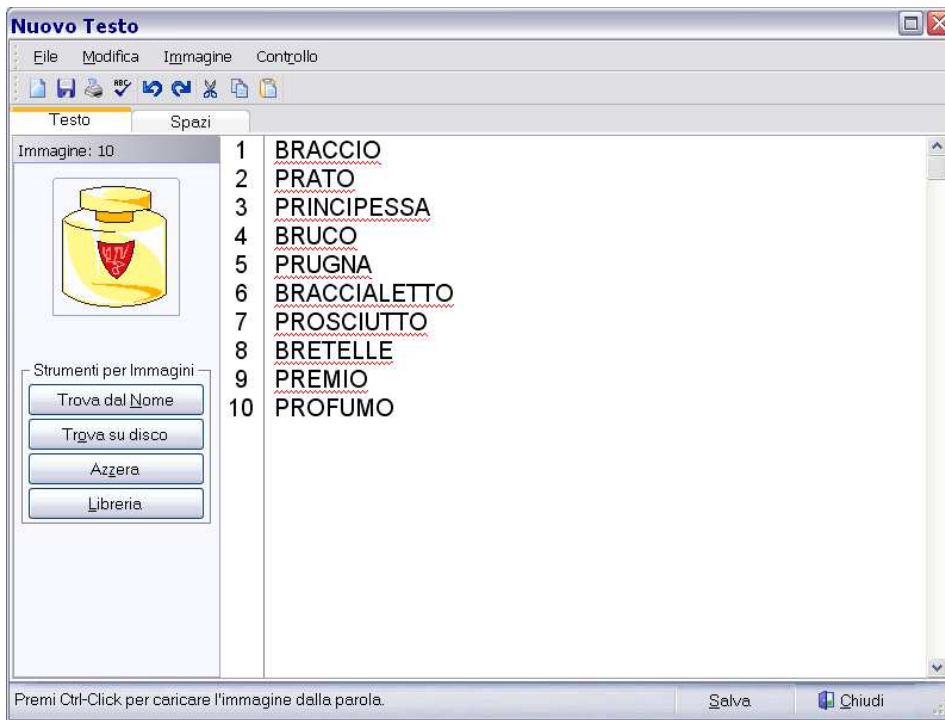 Nuovo Testo
File Modifica Immagine Controllo
ABC
Testo Spazi
Immagine: 10
1 BRACCIO
2 PRATO
3 PRINCIPESSA
4 BRUCO
5 PRUGNA
6 BRACCIALETTO
7 PROSCIUTTO
8 BRETELLE
9 PREMIO
10 PROFUMO
Strumenti per Immagini
Trova dal Nome
Trova su disco
Azzera
Libreria
Premi Ctrl-Click per caricare l'immagine dalla parola. Salva Chiudi